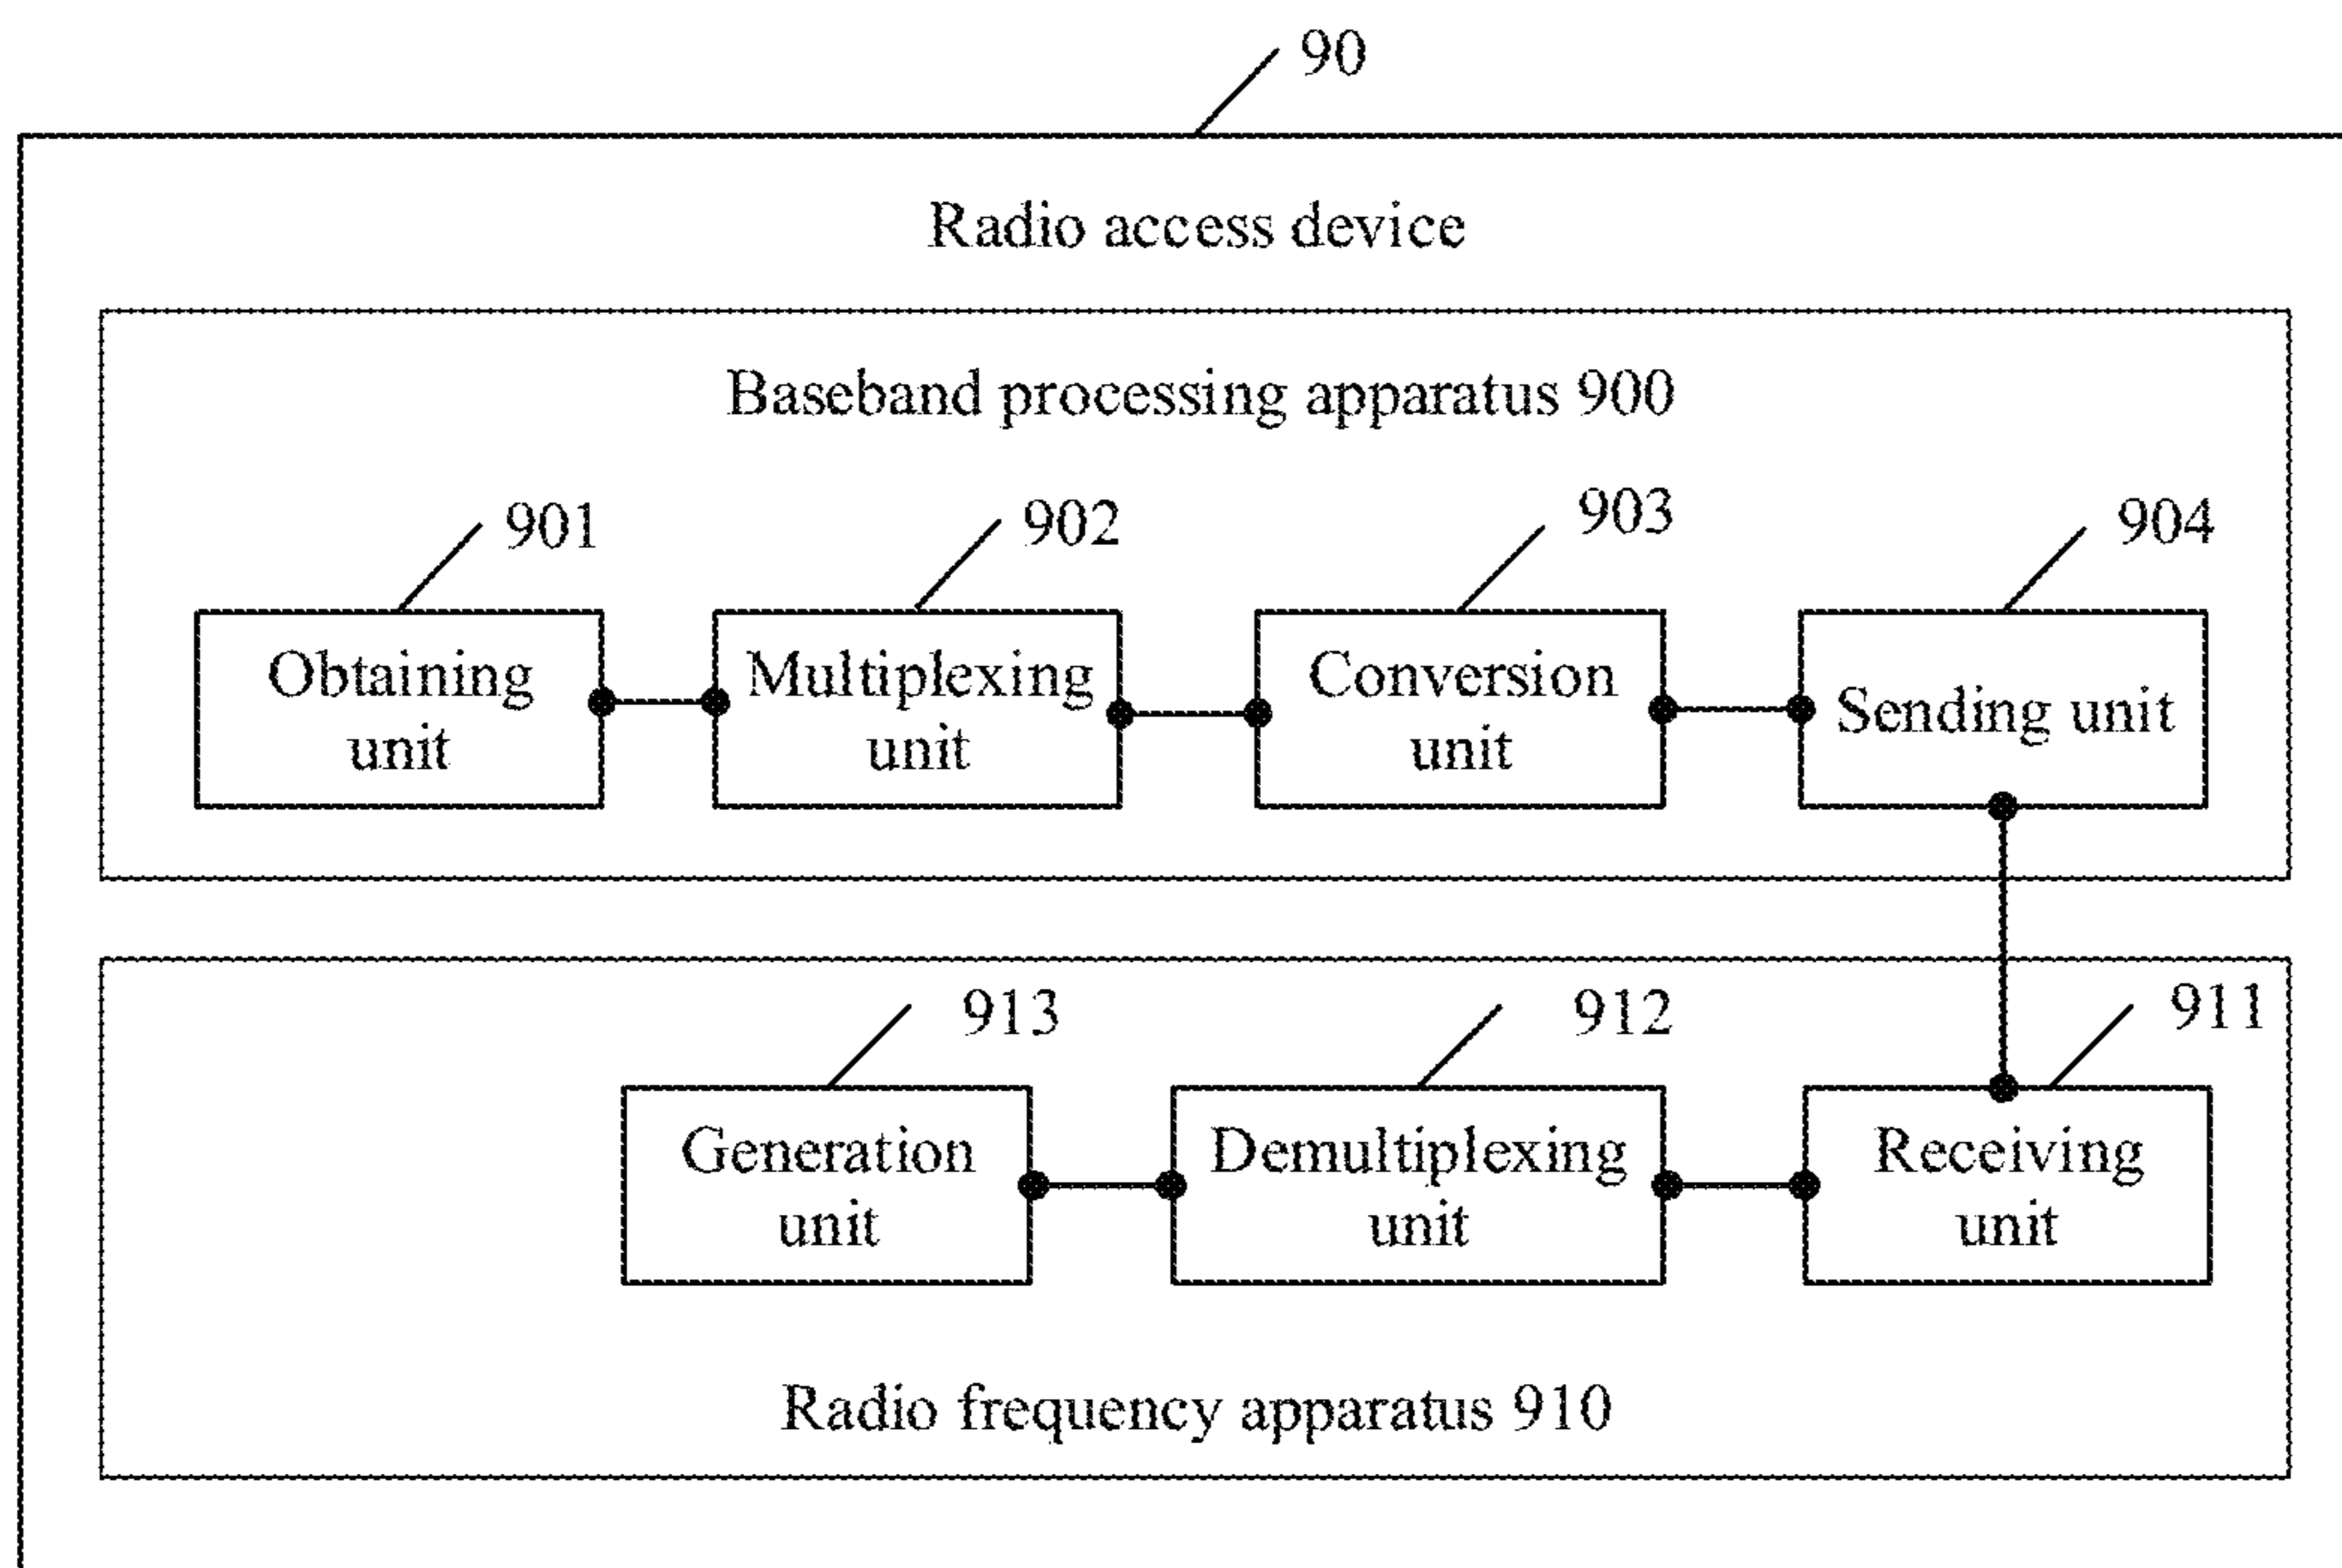 90
Radio access device
Baseband processing apparatus 900
901
902
903
904
Obtaining
unit
Multiplexing
unit
Conversion
unit
Sending unit
913
912
911
Generation
unit
Demultiplexing
unit
Receiving
unit
Radio frequency apparatus 910